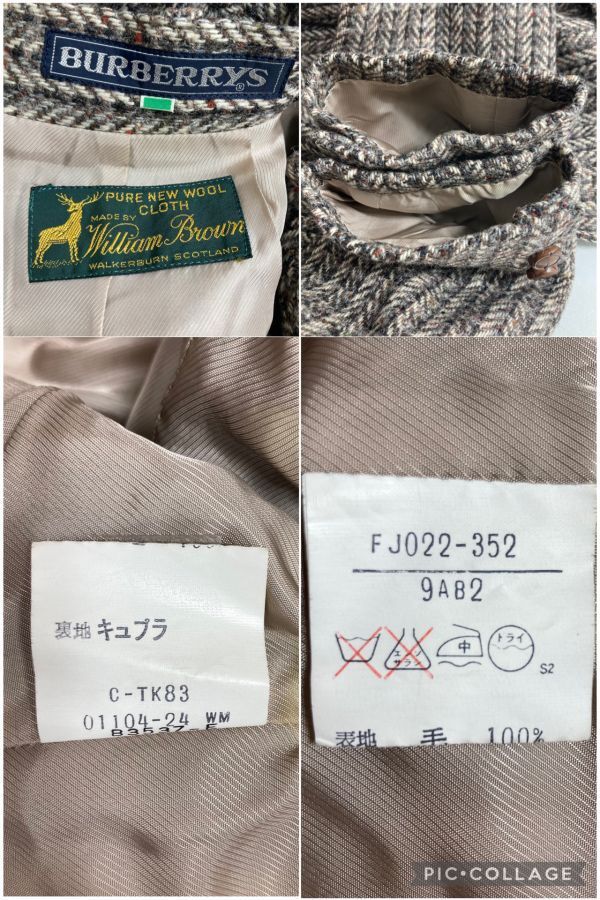 BURBERRYS
®
PURE NEW WOOL
CLOTH
MADE BY
William Brown
WALKERBURN SCOTLAND
裏地 キュプラ
C-TK83
01104-24 WM
FJ022-352
9AB2
エンソ
サラシ
中
ドライ
S2
表地 毛 100%
PIC•COLLAGE